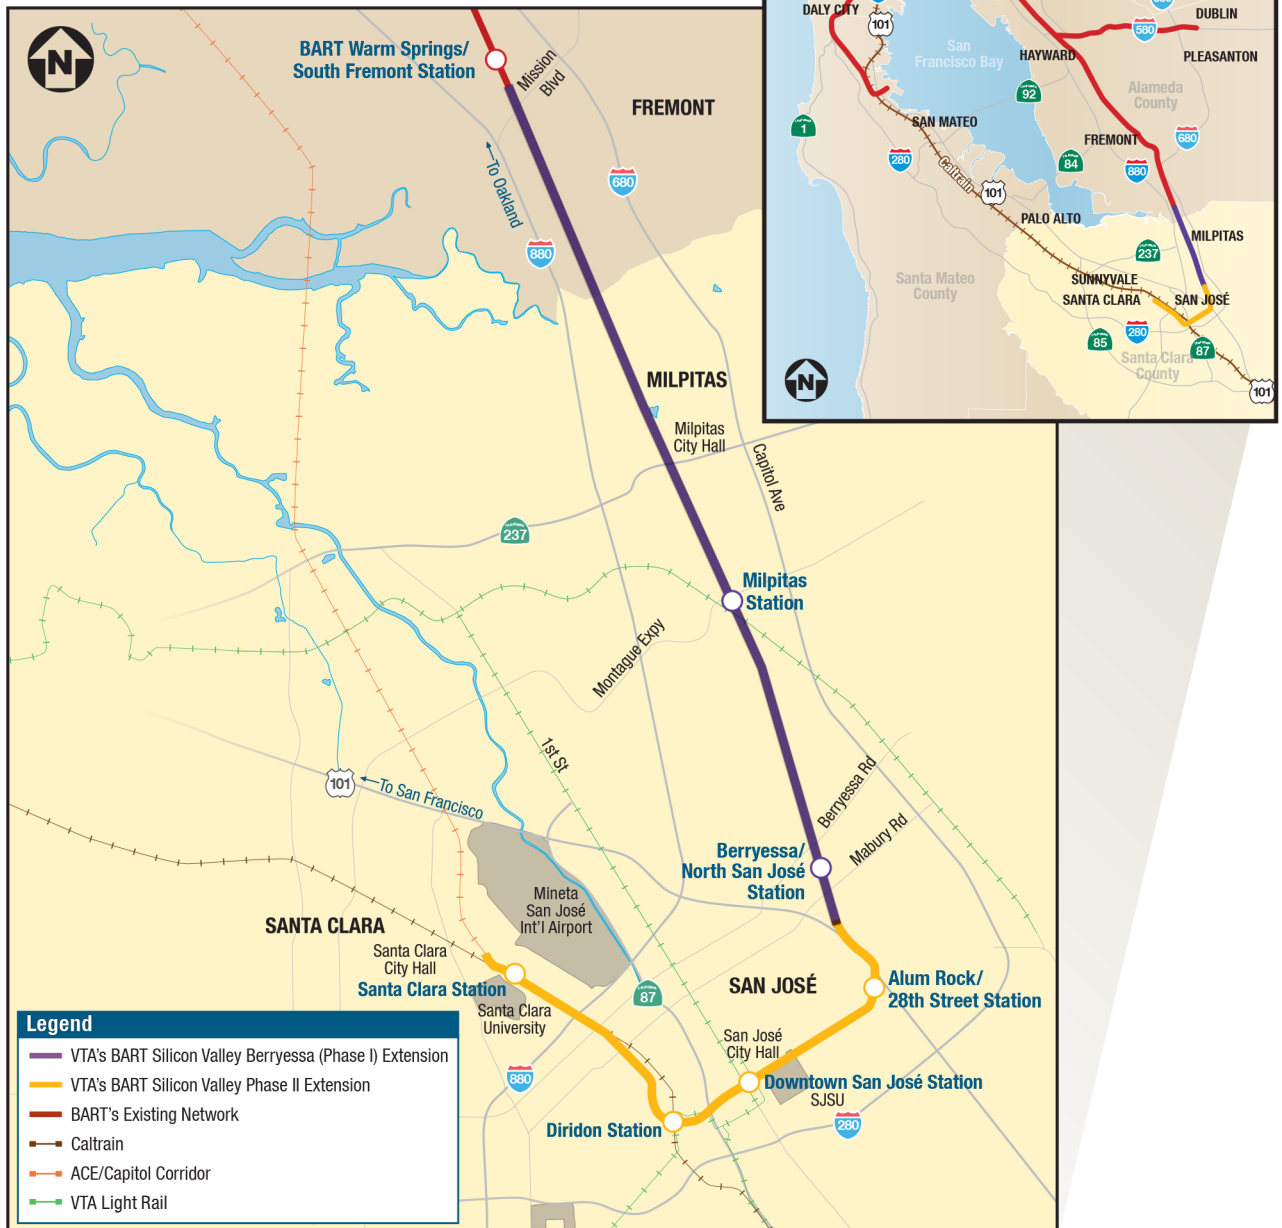 N
BART Warm Springs/
South Fremont Station
Mission
Blvd
FREMONT
680
To Oakland
880
MILPITAS
Milpitas
City Hall
Capitol Ave
237
Milpitas
Station
Montague Expy
1st St
101
To San Francisco
Berryessa Rd
Mabury Rd
Berryessa/
North San José
Station
Mineta
San José
Int'l Airport
SANTA CLARA
Santa Clara
City Hall
Santa Clara Station
Santa Clara
University
87
SAN JOSÉ
Alum Rock/
28th Street Station
San José
City Hall
Downtown San José Station
SJSU
880
280
Diridon Station
Legend
VTA's BART Silicon Valley Berryessa (Phase I) Extension
VTA's BART Silicon Valley Phase II Extension
BART's Existing Network
Caltrain
ACE/Capitol Corridor
VTA Light Rail
DALY CITY
101
San
Francisco Bay
HAYWARD
580
DUBLIN
PLEASANTON
92
Alameda
County
1
SAN MATEO
280
Caltrain
101
84
FREMONT
880
680
PALO ALTO
MILPITAS
237
Santa Mateo
County
SUNNYVALE
SANTA CLARA
SAN JOSÉ
85
280
87
Santa Clara
County
101
N